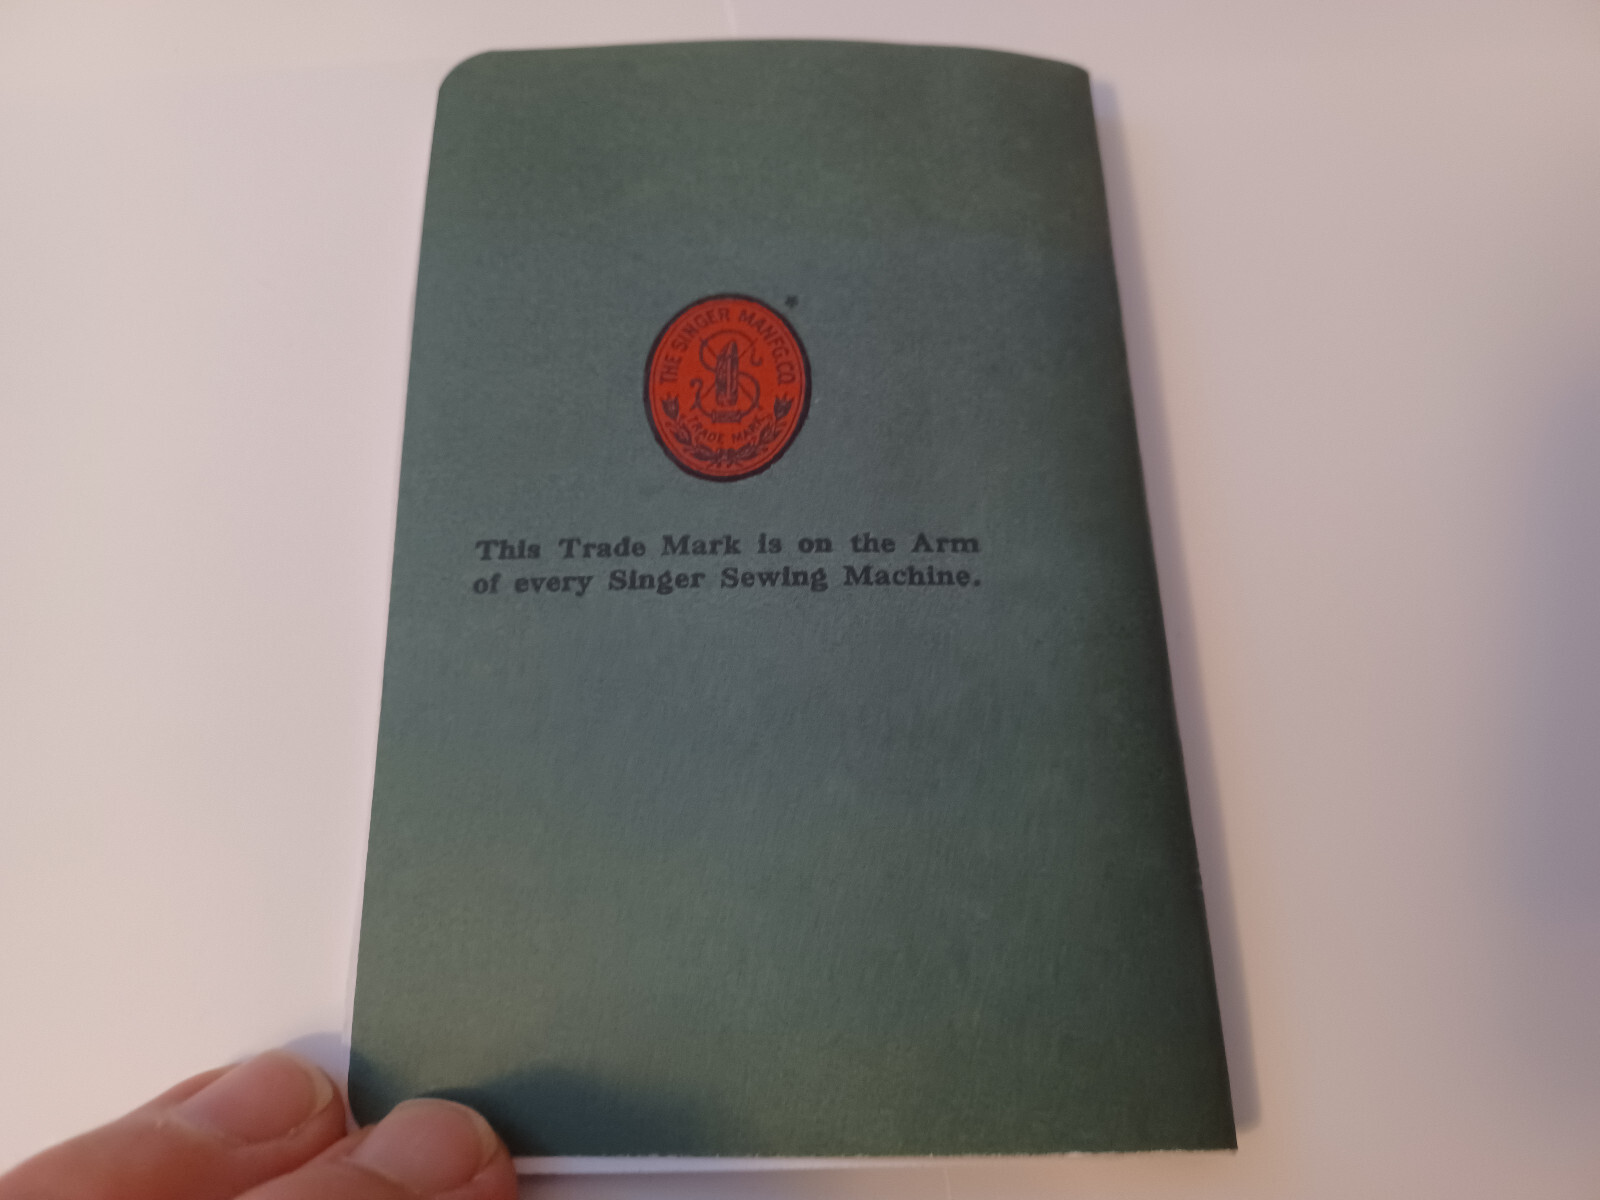 THE SINGER MANFG. CO.
TRADE MARK
This Trade Mark is on the Arm
of every Singer Sewing Machine.